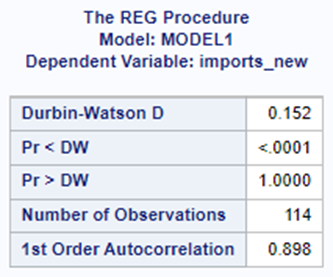 The REG Procedure
Model: MODEL1
Dependent Variable: imports_new
Durbin-Watson D 0.152
Pr < DW <.0001
Pr > DW 1.0000
Number of Observations 114
1st Order Autocorrelation 0.898